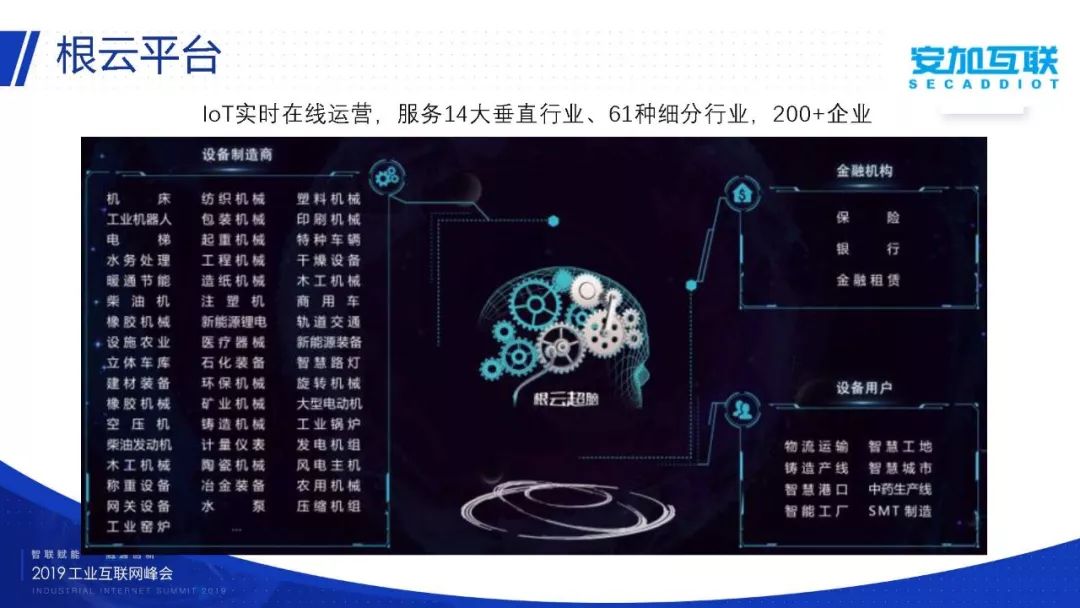 根云平台
安加互联
SECADDIOT
IoT实时在线运营，服务14大垂直行业、61种细分行业，200+企业
设备制造商
机床 纺织机械 塑料机械
工业机器人 包装机械 印刷机械
电梯 起重机械 特种车辆
水务处理 工程机械 干燥设备
暖通节能 造纸机械 木工机械
柴油机 注塑机 商用车
橡胶机械 新能源锂电 轨道交通
设施农业 医疗器械 新能源装备
立体车库 石化装备 智慧路灯
建材装备 环保机械 旋转机械
橡胶机械 矿业机械 大型电动机
空压机 铸造机械 工业锅炉
柴油发动机 计量仪表 发电机组
木工机械 陶瓷机械 风电主机
称重设备 冶金装备 农用机械
网关设备 水泵 压缩机组
工业窑炉 ...
根云超脑
金融机构
保险
银行
金融租赁
设备用户
物流运输 智慧工地
铸造产线 智慧城市
智慧港口 中药生产线
智能工厂 SMT制造
智联赋能
2019工业互联网峰会
INDUSTRIAL INTERNET SUMMIT 2019